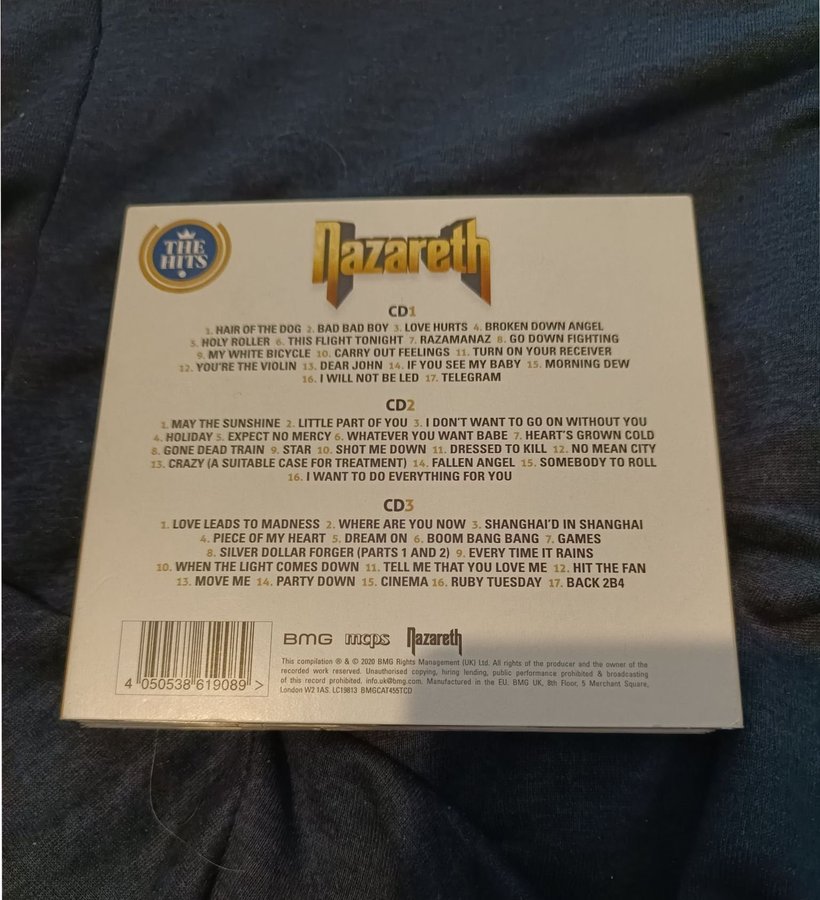 THE
HITS
Nazareth
CD1
1. HAIR OF THE DOG 2. BAD BAD BOY 3. LOVE HURTS 4. BROKEN DOWN ANGEL
5. HOLY ROLLER 6. THIS FLIGHT TONIGHT 7. RAZAMANAZ 8. GO DOWN FIGHTING
9. MY WHITE BICYCLE 10. CARRY OUT FEELINGS 11. TURN ON YOUR RECEIVER
12. YOU'RE THE VIOLIN 13. DEAR JOHN 14. IF YOU SEE MY BABY 15. MORNING DEW
16. I WILL NOT BE LED 17. TELEGRAM
CD2
1. MAY THE SUNSHINE 2. LITTLE PART OF YOU 3. I DON'T WANT TO GO ON WITHOUT YOU
4. HOLIDAY 5. EXPECT NO MERCY 6. WHATEVER YOU WANT BABE 7. HEART'S GROWN COLD
8. GONE DEAD TRAIN 9. STAR 10. SHOT ME DOWN 11. DRESSED TO KILL 12. NO MEAN CITY
13. CRAZY (A SUITABLE CASE FOR TREATMENT) 14. FALLEN ANGEL 15. SOMEBODY TO ROLL
16. I WANT TO DO EVERYTHING FOR YOU
CD3
1. LOVE LEADS TO MADNESS 2. WHERE ARE YOU NOW 3. SHANGHAI'D IN SHANGHAI
4. PIECE OF MY HEART 5. DREAM ON 6. BOOM BANG BANG 7. GAMES
8. SILVER DOLLAR FORGER (PARTS 1 AND 2) 9. EVERY TIME IT RAINS
10. WHEN THE LIGHT COMES DOWN 11. TELL ME THAT YOU LOVE ME 12. HIT THE FAN
13. MOVE ME 14. PARTY DOWN 15. CINEMA 16. RUBY TUESDAY 17. BACK 2B4
BMG mcps Nazareth
This compilation ℗ & © 2020 BMG Rights Management (UK) Ltd. All rights of the producer and the owner of the
recorded work reserved. Unauthorised copying, hiring lending, public performance prohibited & broadcasting
of this record prohibited. info.uk@bmg.com. Manufactured in the EU. BMG UK, 8th Floor, 5 Merchant Square,
London W2 1AS. LC19813 BMGCAT455TCD
4 050538 619089 >